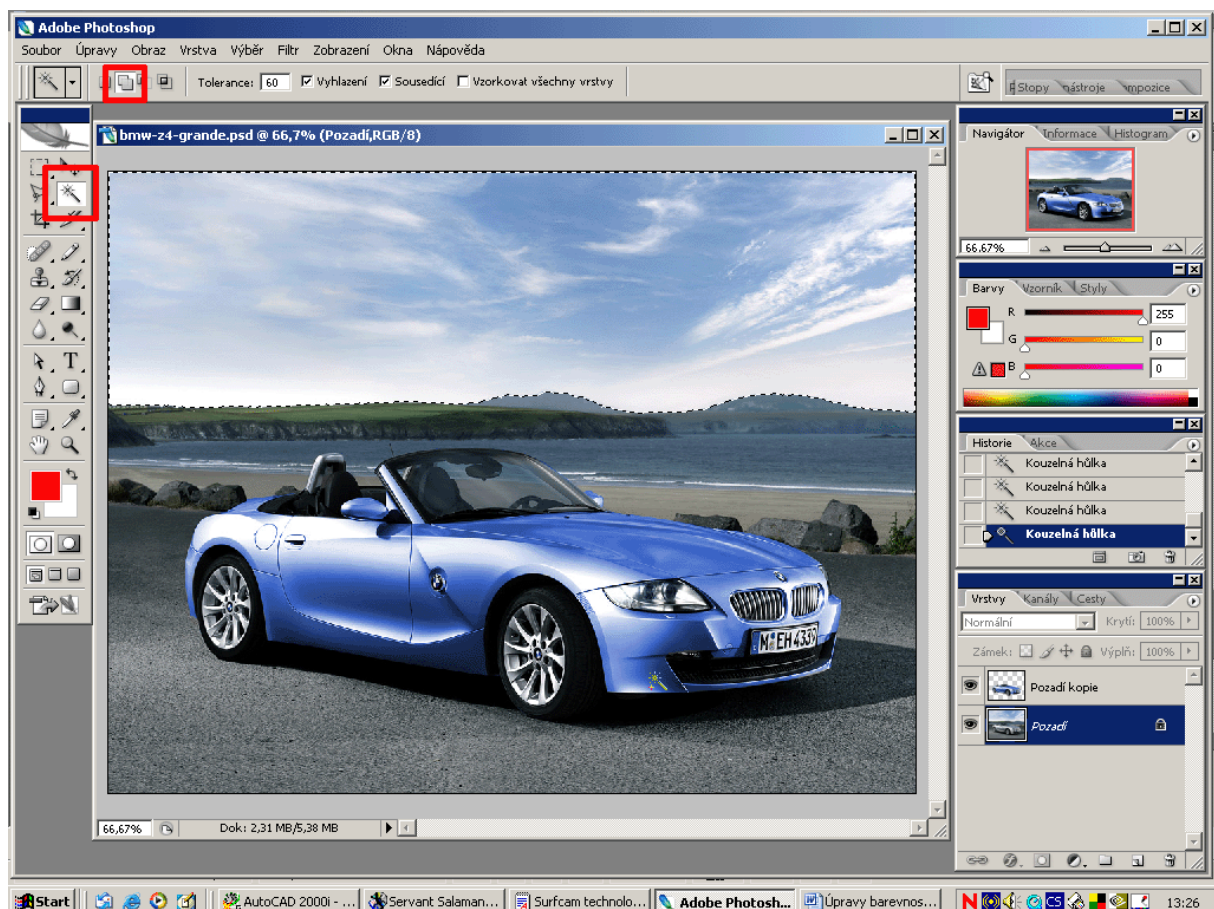 Adobe Photoshop
Soubor Úpravy Obraz Vrstva Výběr Filtr Zobrazení Okna Nápověda
Tolerance: 60 Vyhlazení Sousedící Vzorkovat všechny vrstvy
Stopy nástroje mpozice
bmw-z4-grande.psd @ 66,7% (Pozadí,RGB/8)
Navigátor Informace Histogram
66.67%
Barvy Vzorník Styly
R 255
G 0
B 0
Historie Akce
Kouzelná hůlka
Kouzelná hůlka
Kouzelná hůlka
Kouzelná hůlka
Vrstvy Kanály Cesty
Normální Krytí: 100%
Zámek: Výplň: 100%
Pozadí kopie
Pozadí
M EH 4339
66,67% Dok: 2,31 MB/5,38 MB
Start AutoCAD 2000i - ... Servant Salaman... Surfcam technolo... Adobe Photosh... Úpravy barevnos... N CS 13:26